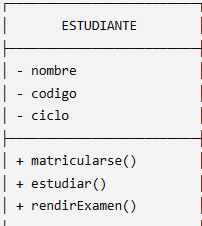 ESTUDIANTE
- nombre
- codigo
- ciclo
+ matricularse()
+ estudiar()
+ rendirExamen()